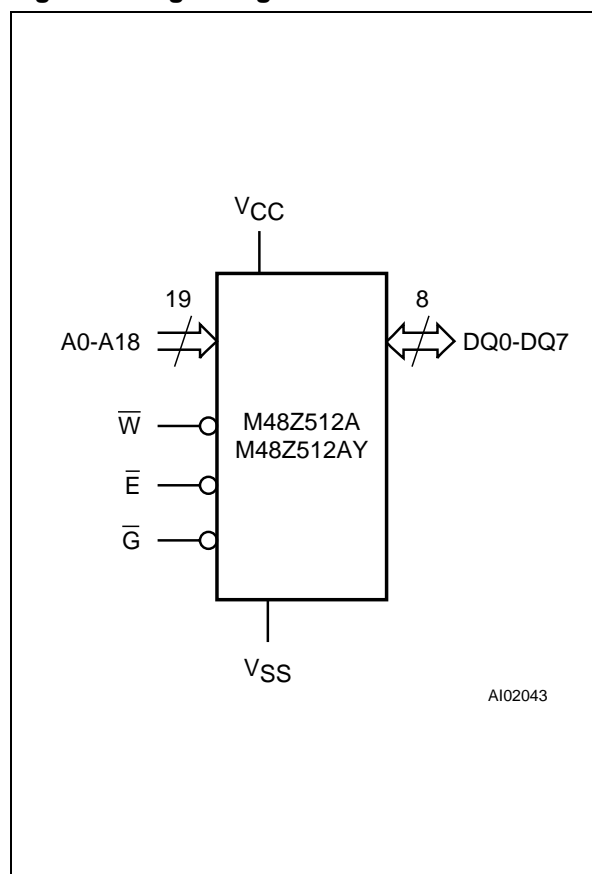 VCC
19
8
A0-A18
DQ0-DQ7
W̅
M48Z512A
M48Z512AY
E̅
G̅
VSS
AI02043